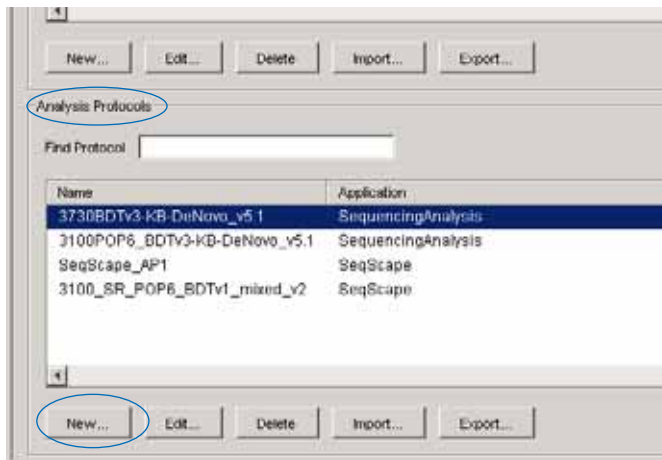 New... Edit... Delete Import... Export...
Analysis Protocols
Find Protocol
Name Application
3730BDTv3-KB-DeNovo_v5.1 SequencingAnalysis
3100POP6_BDTv3-KB-DeNovo_v5.1 SequencingAnalysis
SeqScape_AP1 SeqScape
3100_SR_POP6_BDTv1_mixed_v2 SeqScape
New... Edit... Delete Import... Export...